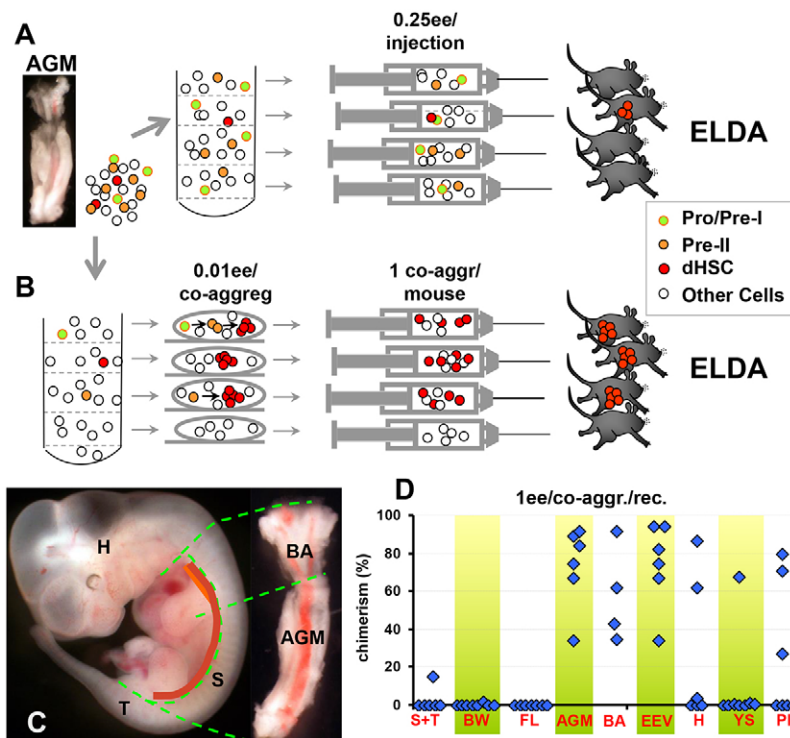 A
AGM
0.25ee/
injection
ELDA
Pro/Pre-I
Pre-II
dHSC
Other Cells
B
0.01ee/
co-aggreg
1 co-aggr/
mouse
ELDA
C
H
BA
AGM
S
T
D
1ee/co-aggr./rec.
chimerism (%)
100
80
60
40
20
0
S+T BW FL AGM BA EEV H YS